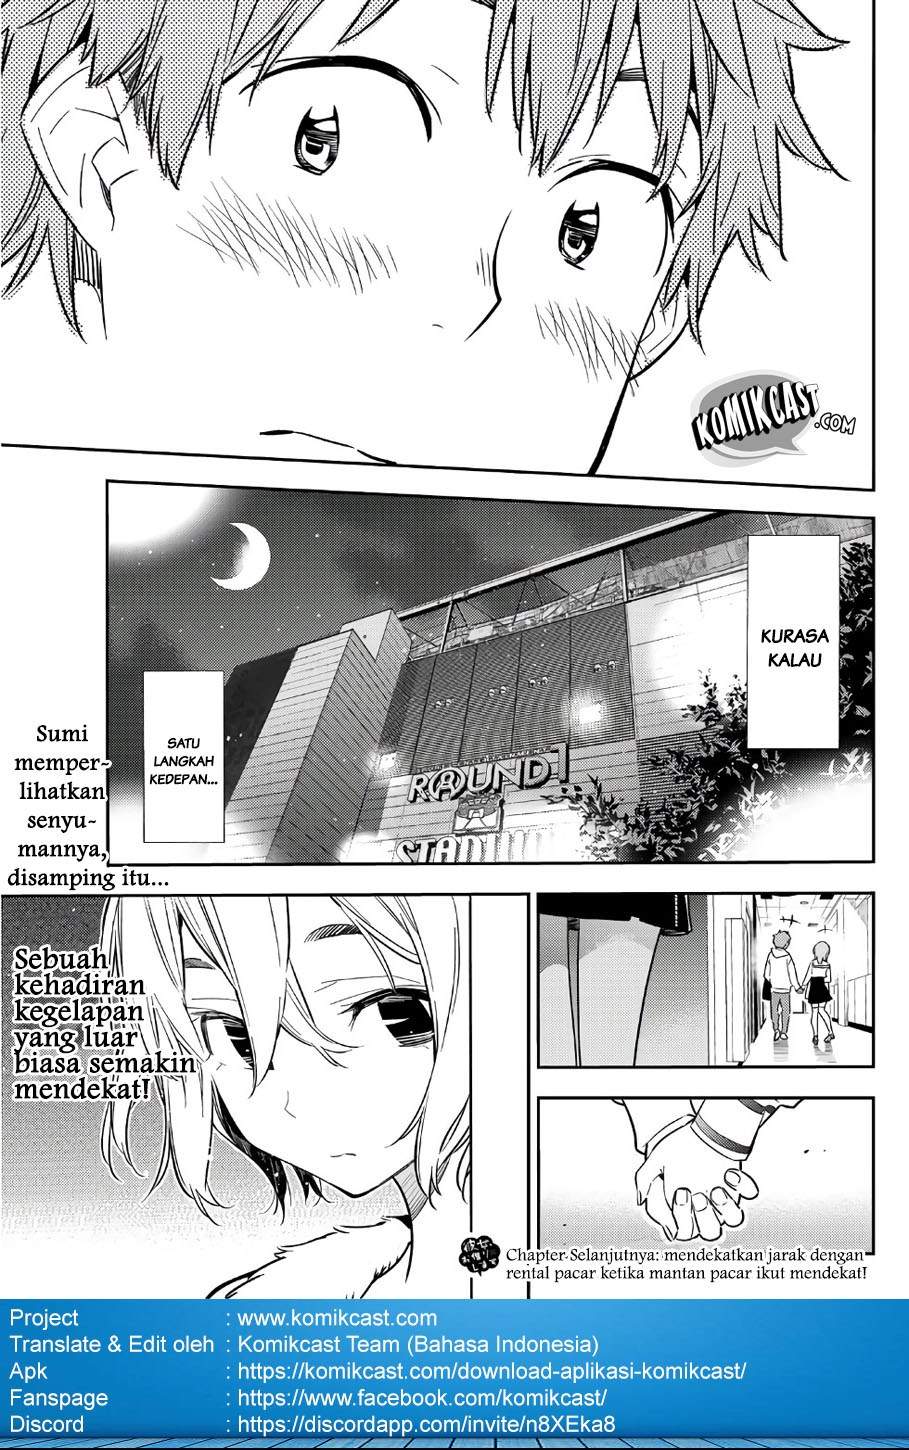 KOMIKCAST
.COM
KURASA
KALAU
SATU
LANGKAH
KEDEPAN...
ROUND1
STADIUM
Sumi
memper-
lihatkan
senyu-
mannya,
disamping itu...
Sebuah
kehadiran
kegelapan
yang luar
biasa semakin
mendekat!
Chapter Selanjutnya: mendekatkan jarak dengan
rental pacar ketika mantan pacar ikut mendekat!
Project : www.komikcast.com
Translate & Edit oleh : Komikcast Team (Bahasa Indonesia)
Apk : https://komikcast.com/download-aplikasi-komikcast/
Fanspage : https://www.facebook.com/komikcast/
Discord : https://discordapp.com/invite/n8XEka8